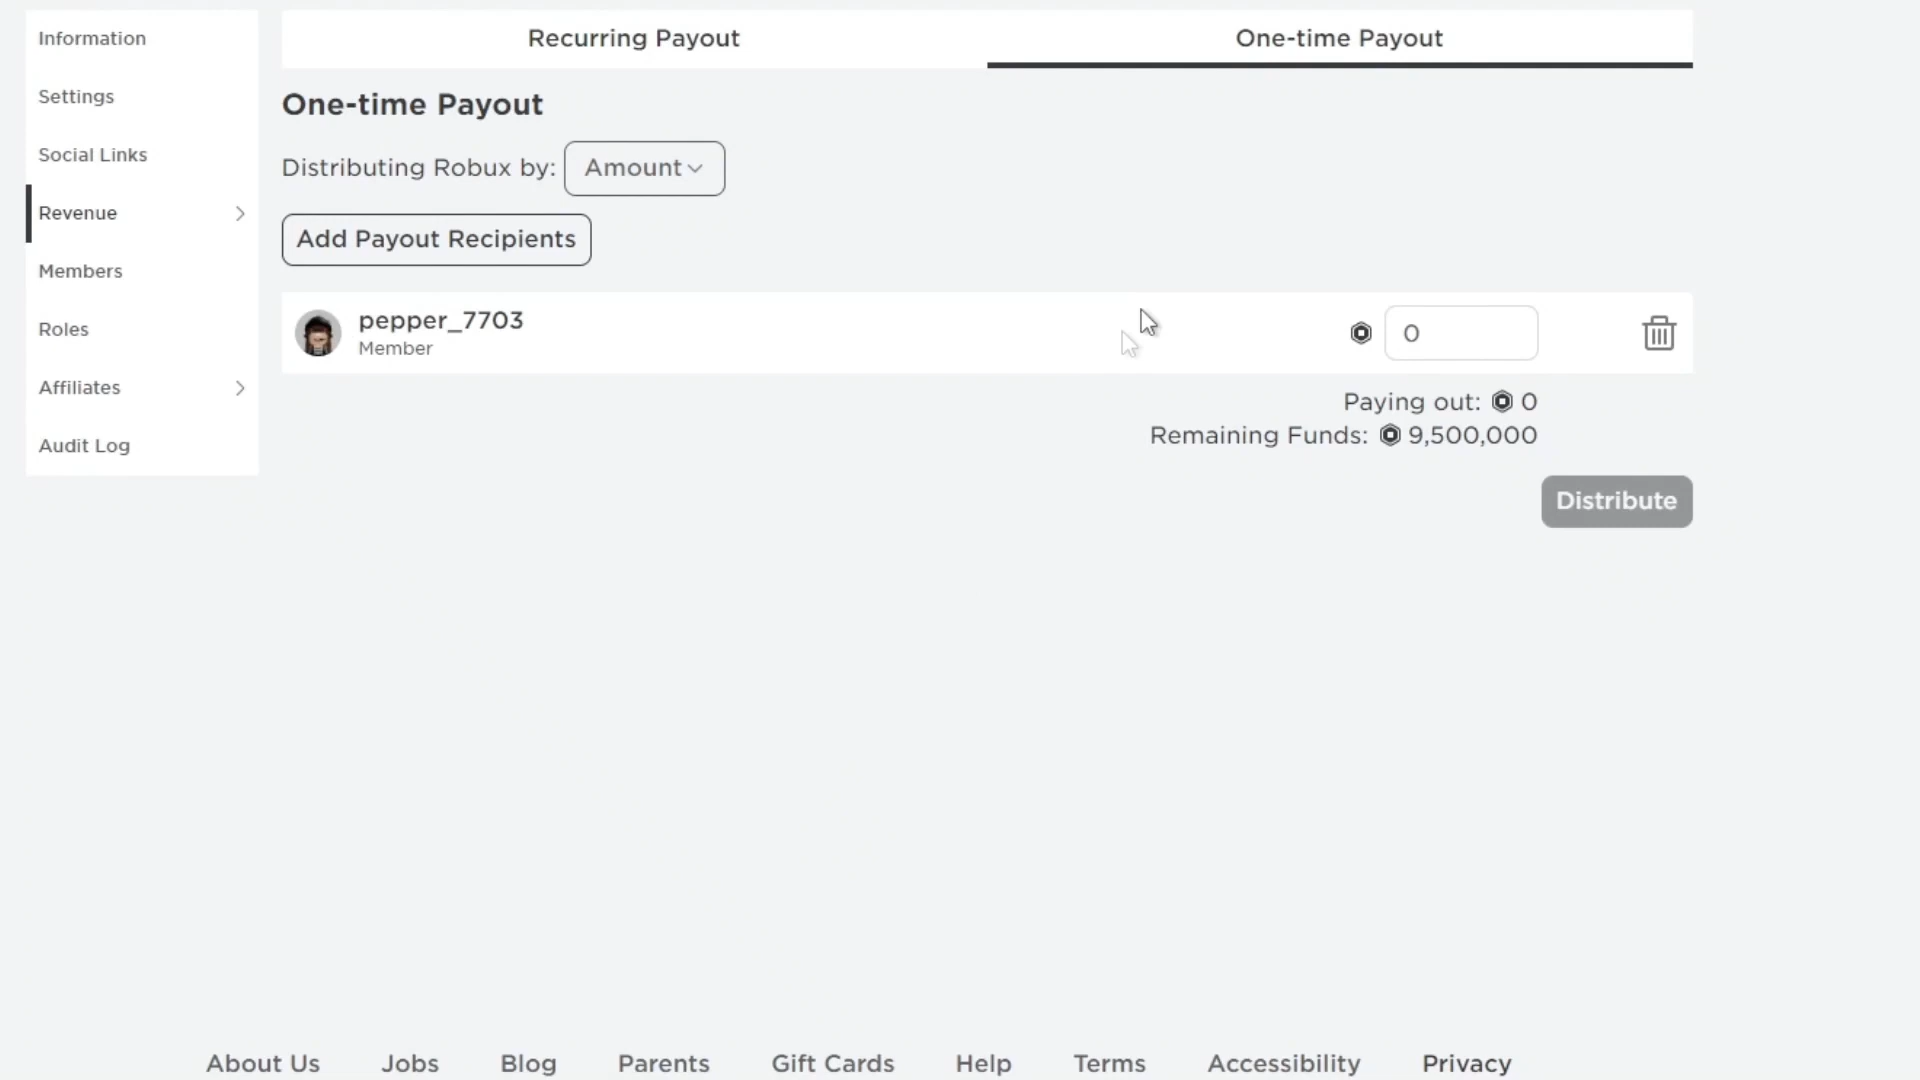 Information
Settings
Social Links
Revenue
Members
Roles
Affiliates
Audit Log
Recurring Payout
One-time Payout
One-time Payout
Distributing Robux by: Amount
Add Payout Recipients
pepper_7703
Member
0
Paying out: 0
Remaining Funds: 9,500,000
Distribute
About Us Jobs Blog Parents Gift Cards Help Terms Accessibility Privacy